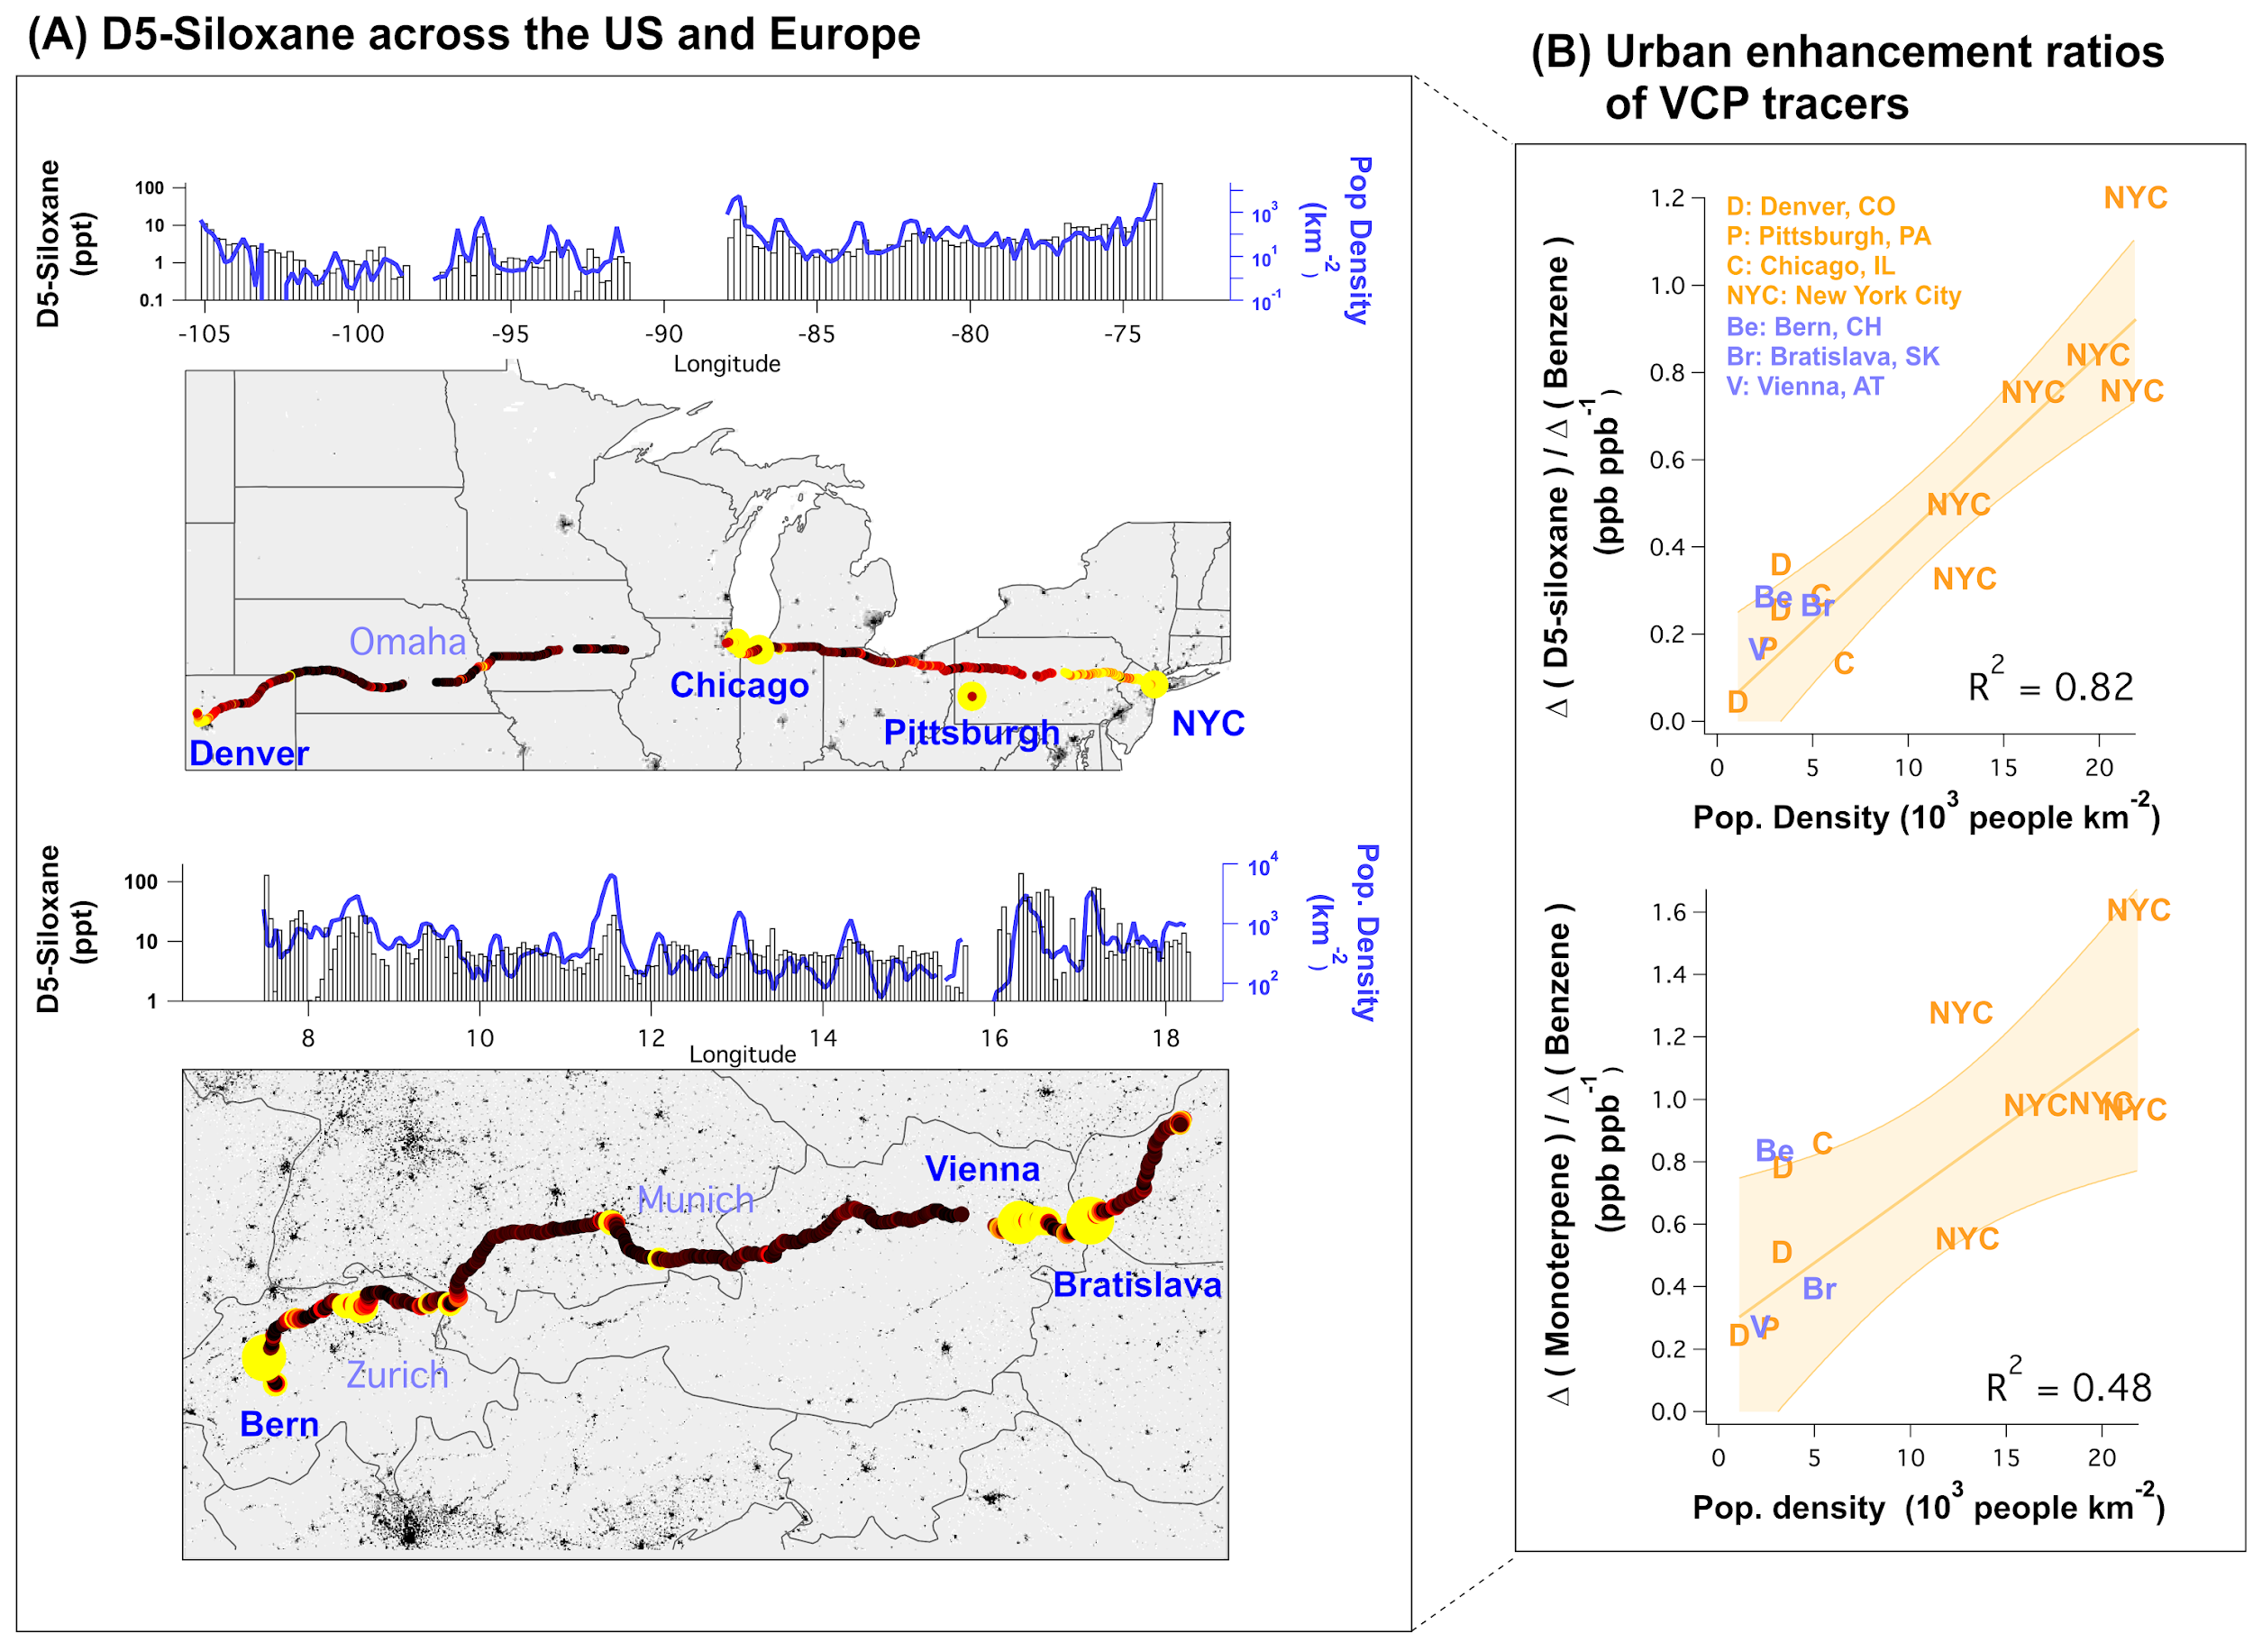 (A) D5-Siloxane across the US and Europe
D5-Siloxane
(ppt)
100
10
1
0.1
Pop Density
(km-2)
10^3
10^1
10^-1
-105
-100
-95
-90
-85
-80
-75
Longitude
Omaha
Chicago
Pittsburgh
NYC
Denver
D5-Siloxane
(ppt)
100
10
1
Pop. Density
(km-2)
10^4
10^3
10^2
8
10
12
14
16
18
Longitude
Vienna
Munich
Bratislava
Zurich
Bern
(B) Urban enhancement ratios
of VCP tracers
Δ ( D5-siloxane ) / Δ ( Benzene )
(ppb ppb-1)
1.2
1.0
0.8
0.6
0.4
0.2
0.0
D: Denver, CO
P: Pittsburgh, PA
C: Chicago, IL
NYC: New York City
Be: Bern, CH
Br: Bratislava, SK
V: Vienna, AT
NYC
NYC
NYC
NYC
NYC
NYC
D
Be
D
C
Br
V
P
C
D
R2 = 0.82
0
5
10
15
20
Pop. Density (10^3 people km-2)
Δ ( Monoterpene ) / Δ ( Benzene )
(ppb ppb-1)
1.6
1.4
1.2
1.0
0.8
0.6
0.4
0.2
0.0
NYC
NYC
NYC
NYC
NYC
Be
C
D
NYC
D
Br
V
P
D
R2 = 0.48
0
5
10
15
20
Pop. density (10^3 people km-2)